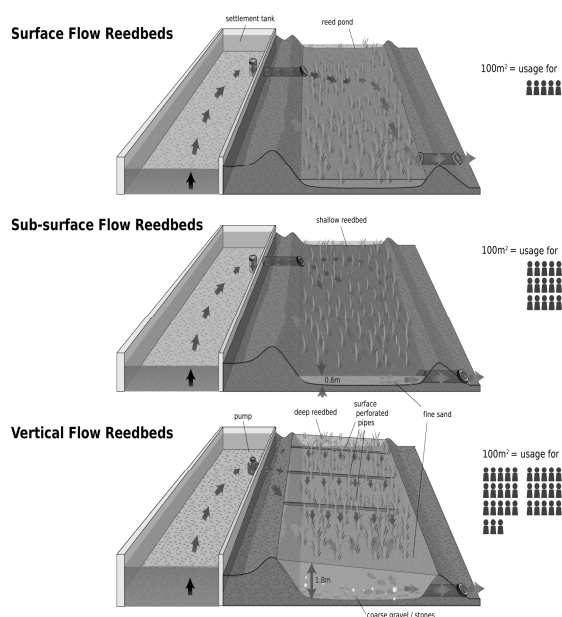 settlement tank
reed pond
Surface Flow Reedbeds
100m² = usage for
Sub-surface Flow Reedbeds
shallow reedbed
100m² = usage for
0.6m
surface
perforated
pipes
pump
deep reedbed
fine sand
Vertical Flow Reedbeds
100m² = usage for
1.8m
coarse gravel / stones